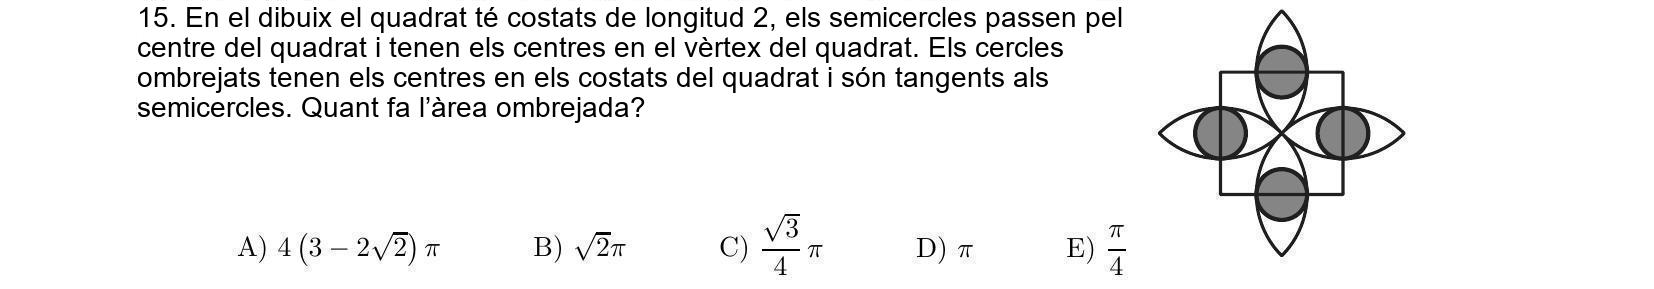 15. En el dibuix el quadrat té costats de longitud 2, els semicercles passen pel
centre del quadrat i tenen els centres en el vèrtex del quadrat. Els cercles
ombrejats tenen els centres en els costats del quadrat i són tangents als
semicercles. Quant fa l’àrea ombrejada?
A) 4 (3 − 2√2) π B) √2π C) √3/4 π D) π E) π/4